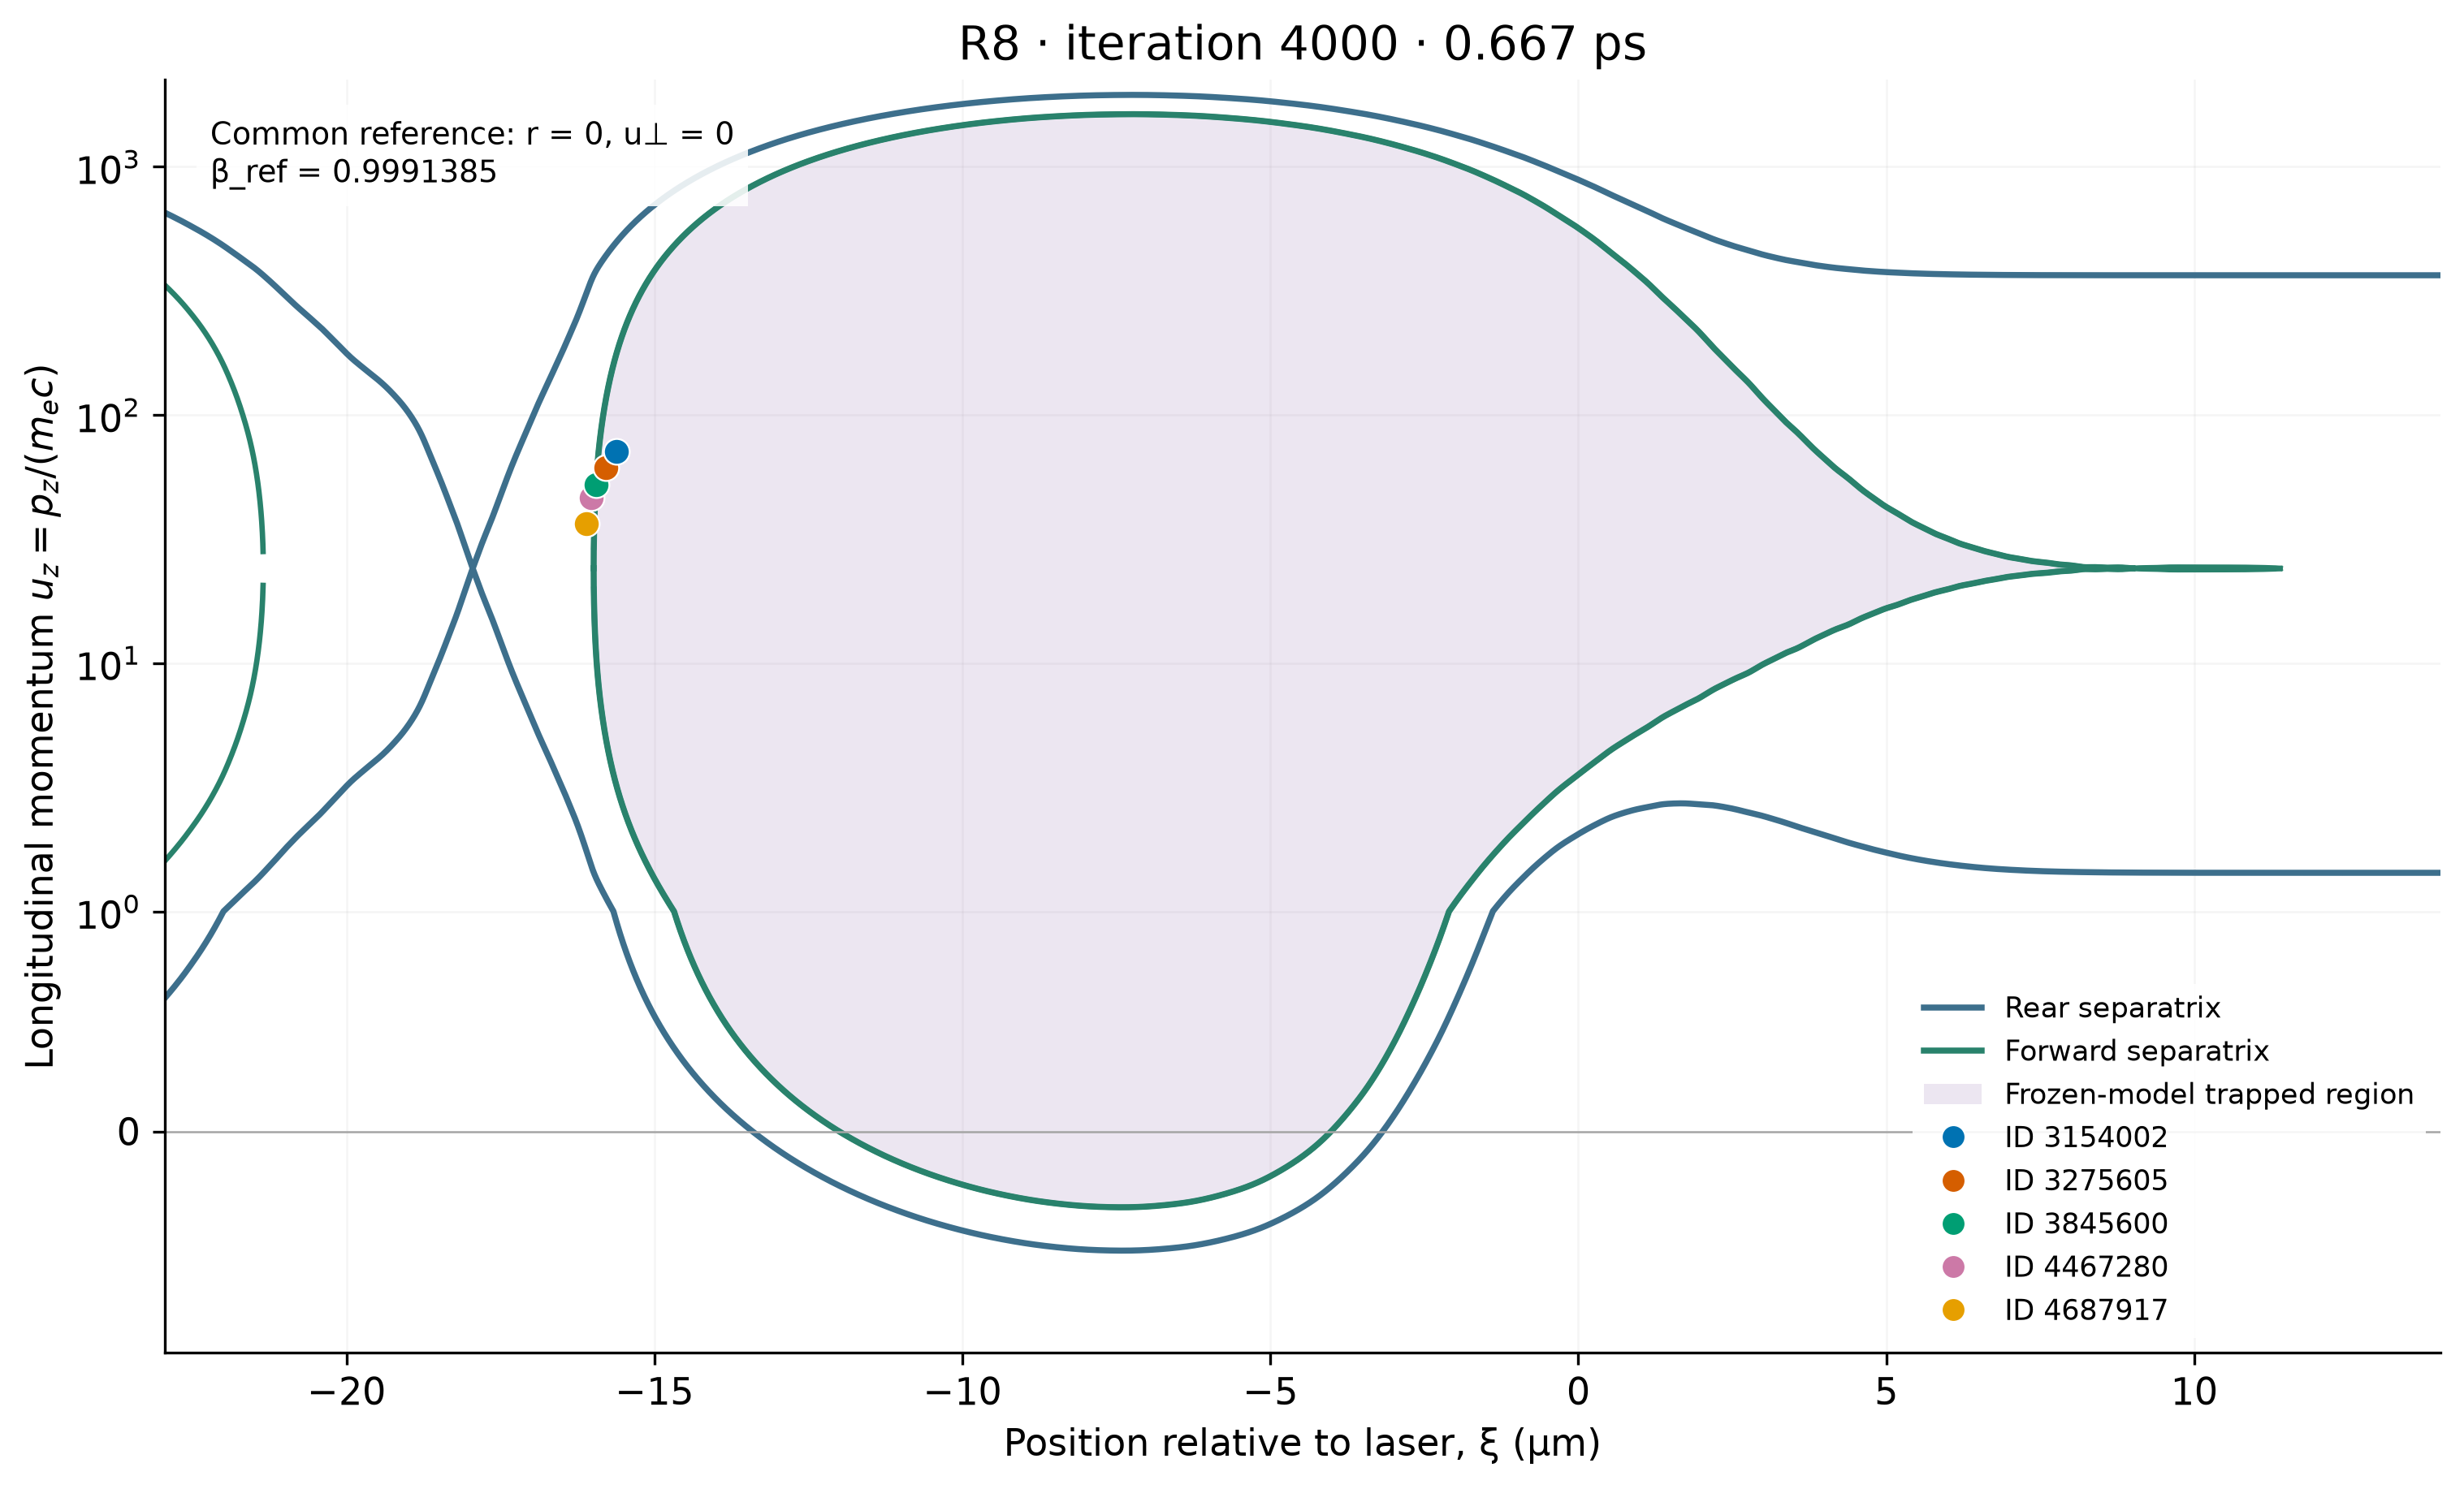 R8 · iteration 4000 · 0.667 ps
Common reference: r = 0, u⊥ = 0
β_ref = 0.9991385
Longitudinal momentum u_z = p_z/(m_e c)
10³
10²
10¹
10⁰
0
Rear separatrix
Forward separatrix
Frozen-model trapped region
ID 3154002
ID 3275605
ID 3845600
ID 4467280
ID 4687917
−20 −15 −10 −5 0 5 10
Position relative to laser, ξ (μm)